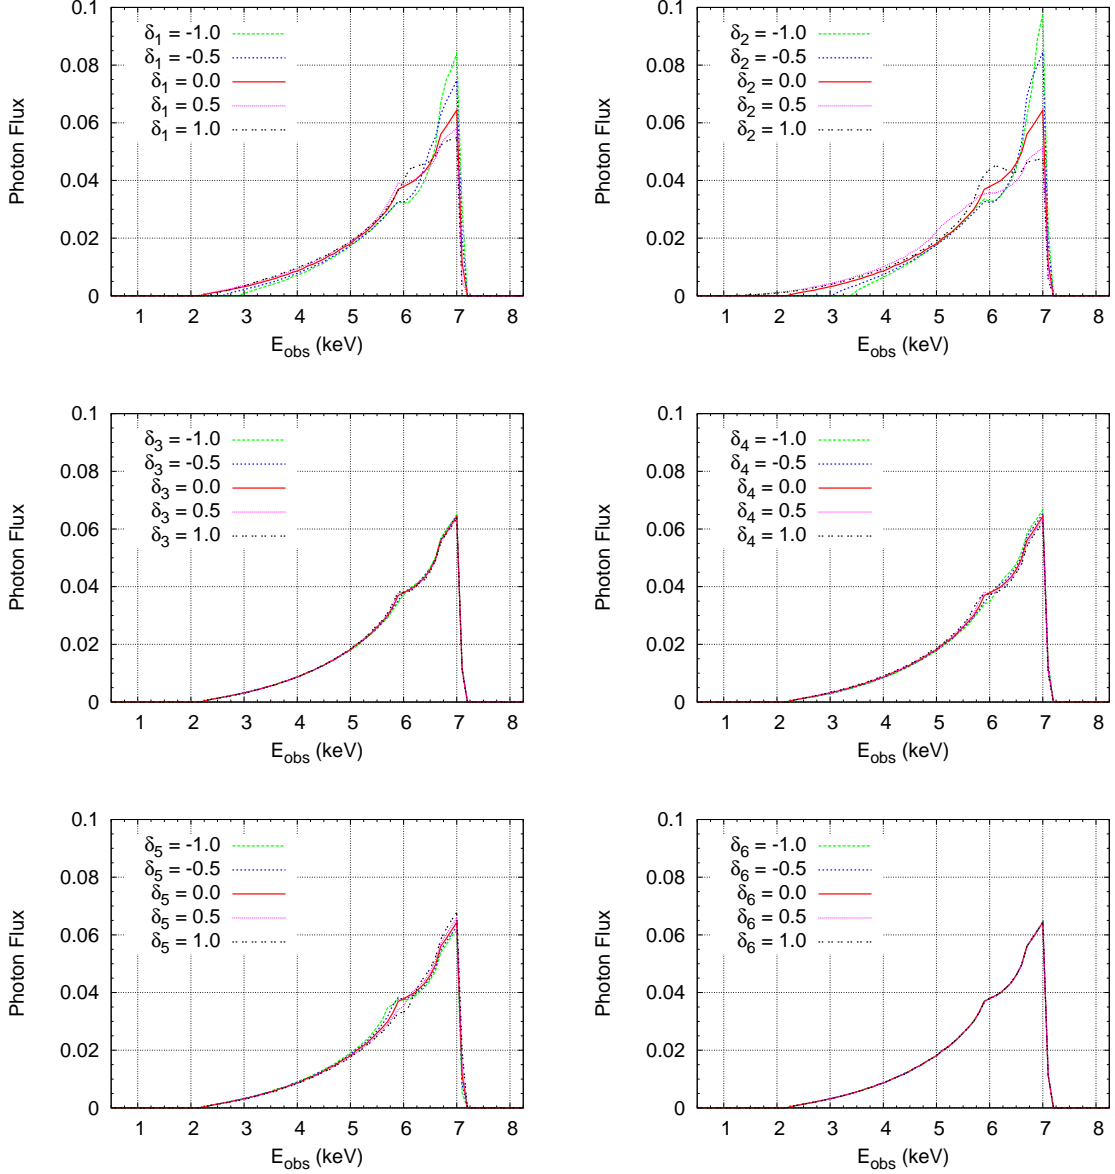 0.1
0.08
0.06
0.04
0.02
0
Photon Flux
δ1 = -1.0
δ1 = -0.5
δ1 = 0.0
δ1 = 0.5
δ1 = 1.0
1 2 3 4 5 6 7 8
Eobs (keV)
0.1
0.08
0.06
0.04
0.02
0
Photon Flux
δ2 = -1.0
δ2 = -0.5
δ2 = 0.0
δ2 = 0.5
δ2 = 1.0
1 2 3 4 5 6 7 8
Eobs (keV)
0.1
0.08
0.06
0.04
0.02
0
Photon Flux
δ3 = -1.0
δ3 = -0.5
δ3 = 0.0
δ3 = 0.5
δ3 = 1.0
1 2 3 4 5 6 7 8
Eobs (keV)
0.1
0.08
0.06
0.04
0.02
0
Photon Flux
δ4 = -1.0
δ4 = -0.5
δ4 = 0.0
δ4 = 0.5
δ4 = 1.0
1 2 3 4 5 6 7 8
Eobs (keV)
0.1
0.08
0.06
0.04
0.02
0
Photon Flux
δ5 = -1.0
δ5 = -0.5
δ5 = 0.0
δ5 = 0.5
δ5 = 1.0
1 2 3 4 5 6 7 8
Eobs (keV)
0.1
0.08
0.06
0.04
0.02
0
Photon Flux
δ6 = -1.0
δ6 = -0.5
δ6 = 0.0
δ6 = 0.5
δ6 = 1.0
1 2 3 4 5 6 7 8
Eobs (keV)